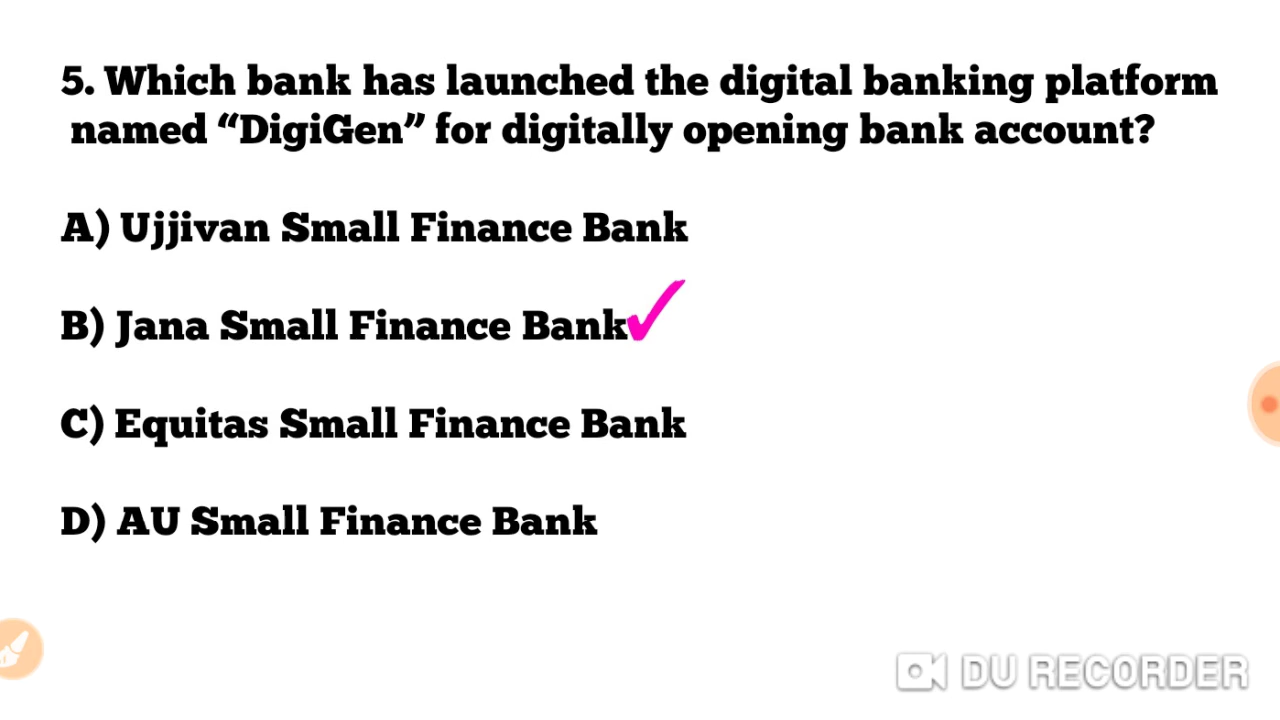 5. Which bank has launched the digital banking platform
named “DigiGen” for digitally opening bank account?
A) Ujjivan Small Finance Bank
B) Jana Small Finance Bank
C) Equitas Small Finance Bank
D) AU Small Finance Bank
DU RECORDER